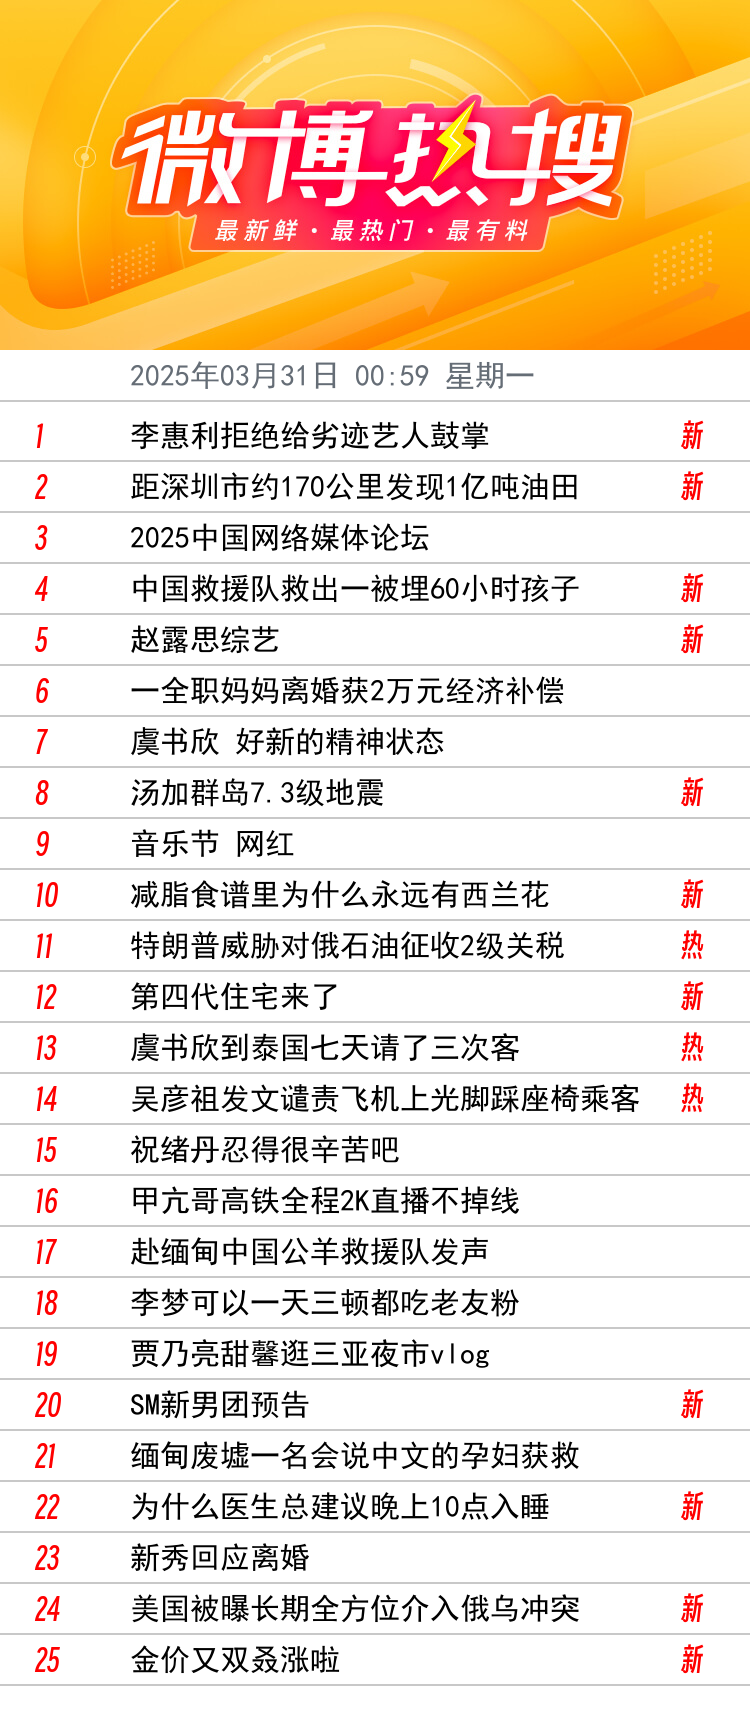 微博热搜
最新鲜·最热门·最有料
2025年03月31日 00:59 星期一
1 李惠利拒绝给劣迹艺人鼓掌 新
2 距深圳市约170公里发现1亿吨油田 新
3 2025中国网络媒体论坛
4 中国救援队救出一被埋60小时孩子 新
5 赵露思综艺 新
6 一全职妈妈离婚获2万元经济补偿
7 虞书欣 好新的精神状态
8 汤加群岛7.3级地震 新
9 音乐节 网红
10 减脂食谱里为什么永远有西兰花 新
11 特朗普威胁对俄石油征收2级关税 热
12 第四代住宅来了 新
13 虞书欣到泰国七天请了三次客 热
14 吴彦祖发文谴责飞机上光脚踩座椅乘客 热
15 祝绪丹忍得很辛苦吧
16 甲亢哥高铁全程2K直播不掉线
17 赴缅甸中国公羊救援队发声
18 李梦可以一天三顿都吃老友粉
19 贾乃亮甜馨逛三亚夜市vlog
20 SM新男团预告 新
21 缅甸废墟一名会说中文的孕妇获救
22 为什么医生总建议晚上10点入睡 新
23 新秀回应离婚
24 美国被曝长期全方位介入俄乌冲突 新
25 金价又双叒涨啦 新